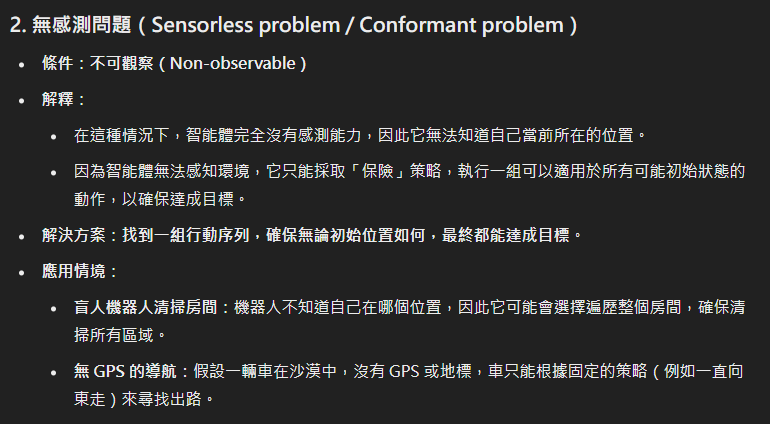 2. 無感測問題（Sensorless problem / Conformant problem）
• 條件：不可觀察（Non-observable）
• 解釋：
• 在這種情況下，智能體完全沒有感測能力，因此它無法知道自己當前所在的位置。
• 因為智能體無法感知環境，它只能採取「保險」策略，執行一組可以適用於所有可能初始狀態的
動作，以確保達成目標。
• 解決方案：找到一組行動序列，確保無論初始位置如何，最終都能達成目標。
• 應用情境：
• 盲人機器人清掃房間：機器人不知道自己在哪個位置，因此它可能會選擇遍歷整個房間，確保清
掃所有區域。
• 無 GPS 的導航：假設一輛車在沙漠中，沒有 GPS 或地標，車只能根據固定的策略（例如一直向
東走）來尋找出路。